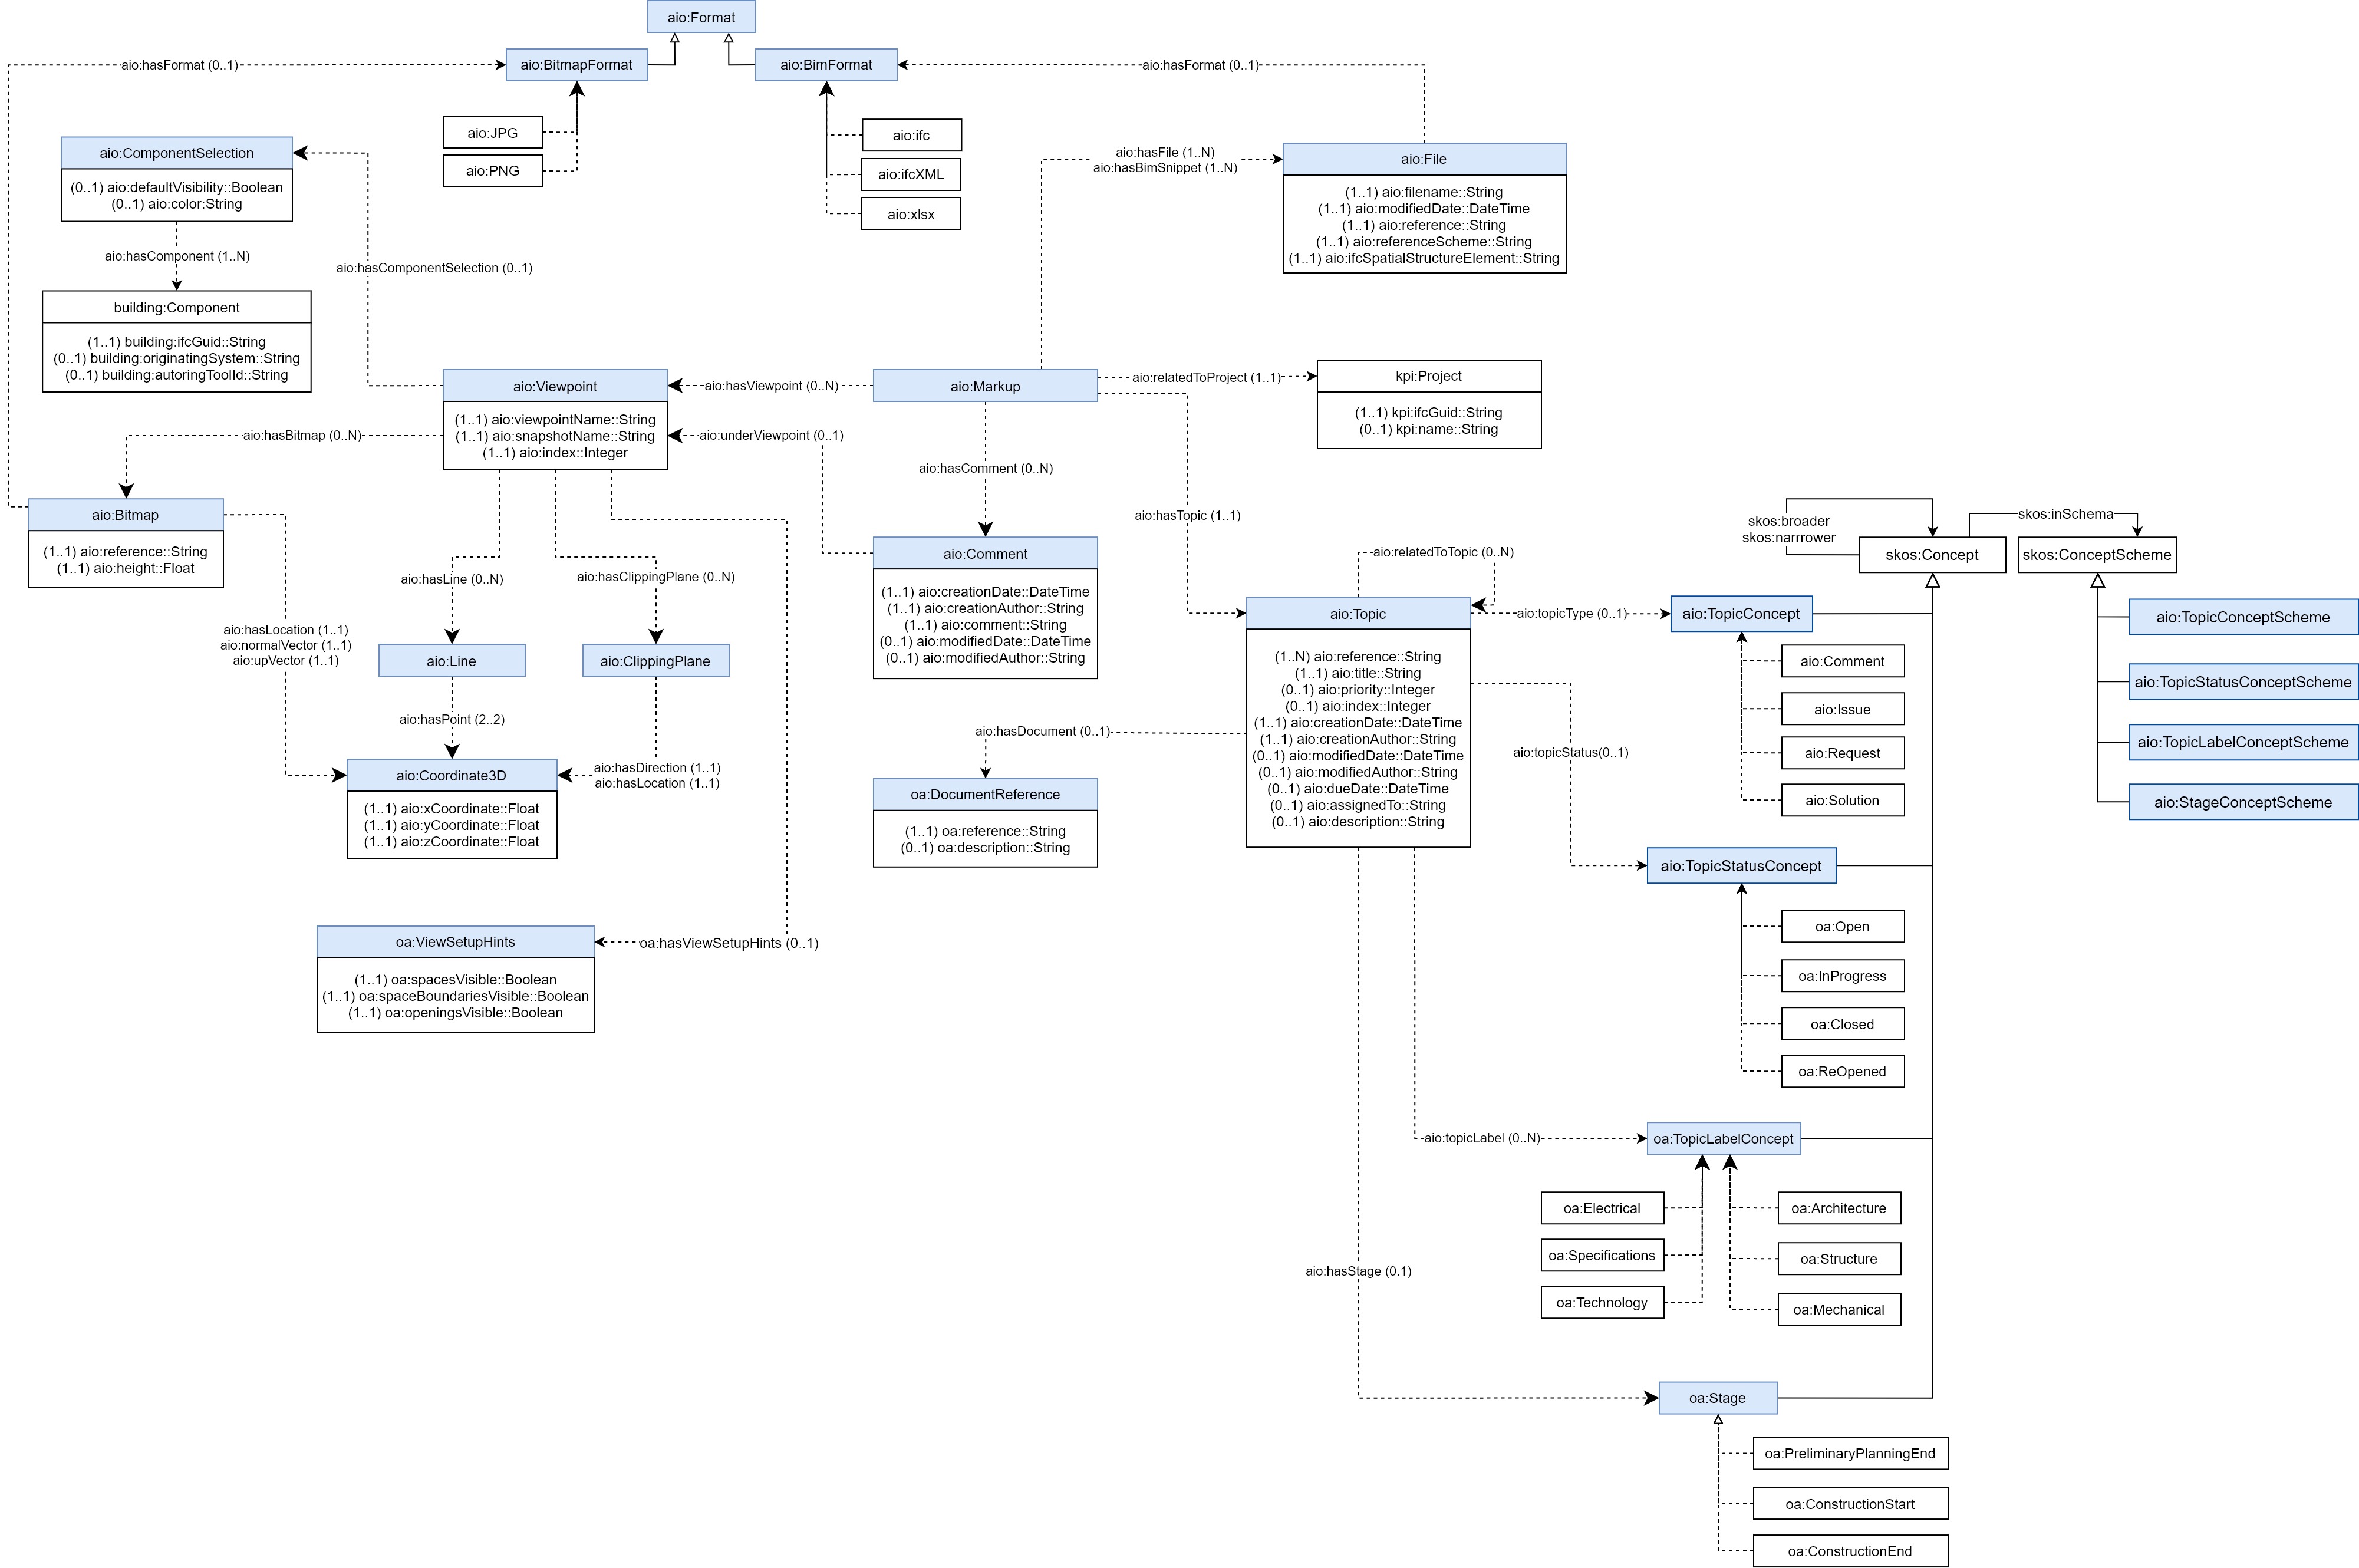 aio:Format
aio:hasFormat (0..1)
aio:BitmapFormat
aio:BimFormat
aio:hasFormat (0..1)
aio:JPG
aio:PNG
aio:ifc
aio:ifcXML
aio:xlsx
aio:ComponentSelection
(0..1) aio:defaultVisibility::Boolean
(0..1) aio:color:String
aio:hasComponent (1..N)
aio:hasComponentSelection (0..1)
building:Component
(1..1) building:ifcGuid::String
(0..1) building:originatingSystem::String
(0..1) building:autoringToolId::String
aio:hasFile (1..N)
aio:hasBimSnippet (1..N)
aio:File
(1..1) aio:filename::String
(1..1) aio:modifiedDate::DateTime
(1..1) aio:reference::String
(1..1) aio:referenceScheme::String
(1..1) aio:ifcSpatialStructureElement::String
aio:Viewpoint
(1..1) aio:viewpointName::String
(1..1) aio:snapshotName::String
(1..1) aio:index::Integer
aio:hasViewpoint (0..N)
aio:Markup
aio:relatedToProject (1..1)
kpi:Project
(1..1) kpi:ifcGuid::String
(0..1) kpi:name::String
aio:hasBitmap (0..N)
aio:underViewpoint (0..1)
aio:hasComment (0..N)
aio:hasTopic (1..1)
aio:Bitmap
(1..1) aio:reference::String
(1..1) aio:height::Float
aio:hasLocation (1..1)
aio:normalVector (1..1)
aio:upVector (1..1)
aio:hasLine (0..N)
aio:hasClippingPlane (0..N)
aio:Line
aio:ClippingPlane
aio:hasPoint (2..2)
aio:hasDirection (1..1)
aio:hasLocation (1..1)
aio:Coordinate3D
(1..1) aio:xCoordinate::Float
(1..1) aio:yCoordinate::Float
(1..1) aio:zCoordinate::Float
oa:ViewSetupHints
(1..1) oa:spacesVisible::Boolean
(1..1) oa:spaceBoundariesVisible::Boolean
(1..1) oa:openingsVisible::Boolean
oa:hasViewSetupHints (0..1)
aio:Comment
(1..1) aio:creationDate::DateTime
(1..1) aio:creationAuthor::String
(1..1) aio:comment::String
(0..1) aio:modifiedDate::DateTime
(0..1) aio:modifiedAuthor::String
aio:hasDocument (0..1)
oa:DocumentReference
(1..1) oa:reference::String
(0..1) oa:description::String
aio:relatedToTopic (0..N)
aio:Topic
(1..N) aio:reference::String
(1..1) aio:title::String
(0..1) aio:priority::Integer
(0..1) aio:index::Integer
(1..1) aio:creationDate::DateTime
(1..1) aio:creationAuthor::String
(0..1) aio:modifiedDate::DateTime
(0..1) aio:modifiedAuthor::String
(0..1) aio:dueDate::DateTime
(0..1) aio:assignedTo::String
(0..1) aio:description::String
aio:topicType (0..1)
aio:topicStatus(0..1)
aio:topicLabel (0..N)
aio:hasStage (0.1)
skos:broader
skos:narrrower
skos:inSchema
skos:Concept
skos:ConceptScheme
aio:TopicConcept
aio:Comment
aio:Issue
aio:Request
aio:Solution
aio:TopicConceptScheme
aio:TopicStatusConceptScheme
aio:TopicLabelConceptScheme
aio:StageConceptScheme
aio:TopicStatusConcept
oa:Open
oa:InProgress
oa:Closed
oa:ReOpened
oa:TopicLabelConcept
oa:Electrical
oa:Architecture
oa:Specifications
oa:Structure
oa:Technology
oa:Mechanical
oa:Stage
oa:PreliminaryPlanningEnd
oa:ConstructionStart
oa:ConstructionEnd